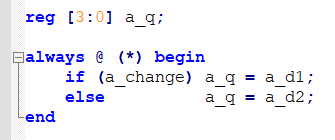 reg [3:0] a_q;
always @ (*) begin
if (a_change) a_q = a_d1;
else a_q = a_d2;
end